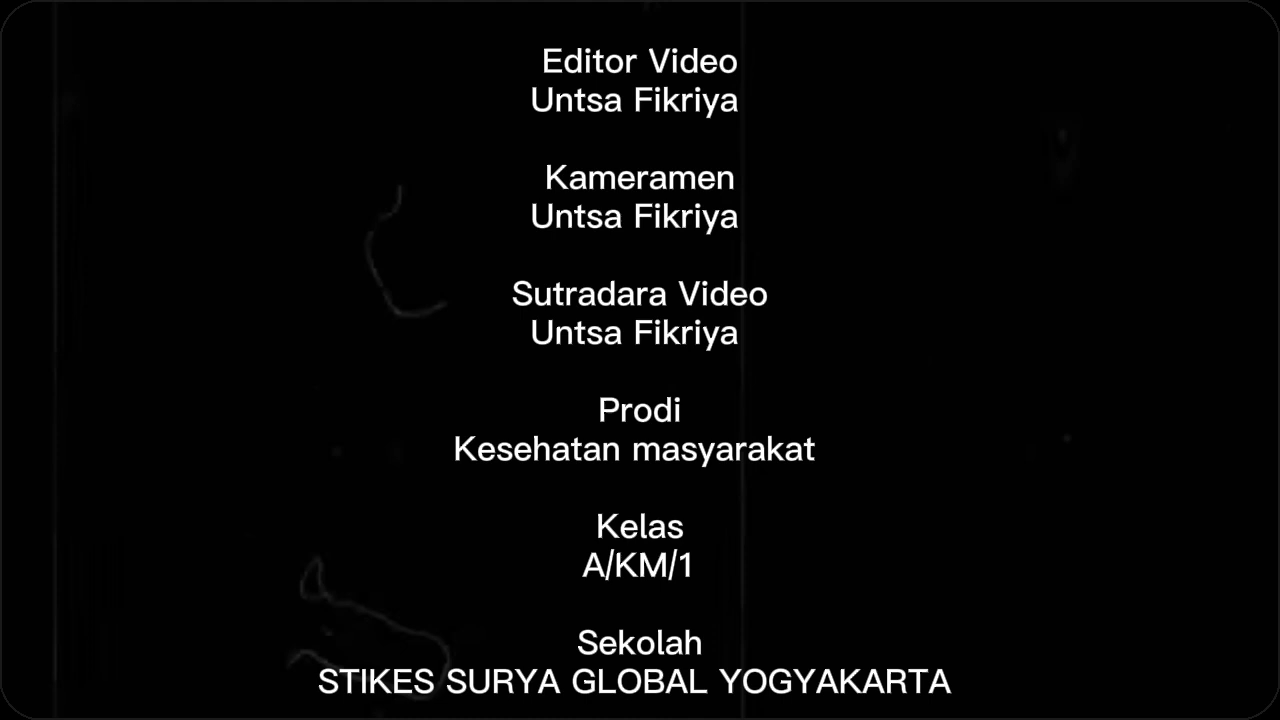 Editor Video
Untsa Fikriya
Kameramen
Untsa Fikriya
Sutradara Video
Untsa Fikriya
Prodi
Kesehatan masyarakat
Kelas
A/KM/1
Sekolah
STIKES SURYA GLOBAL YOGYAKARTA